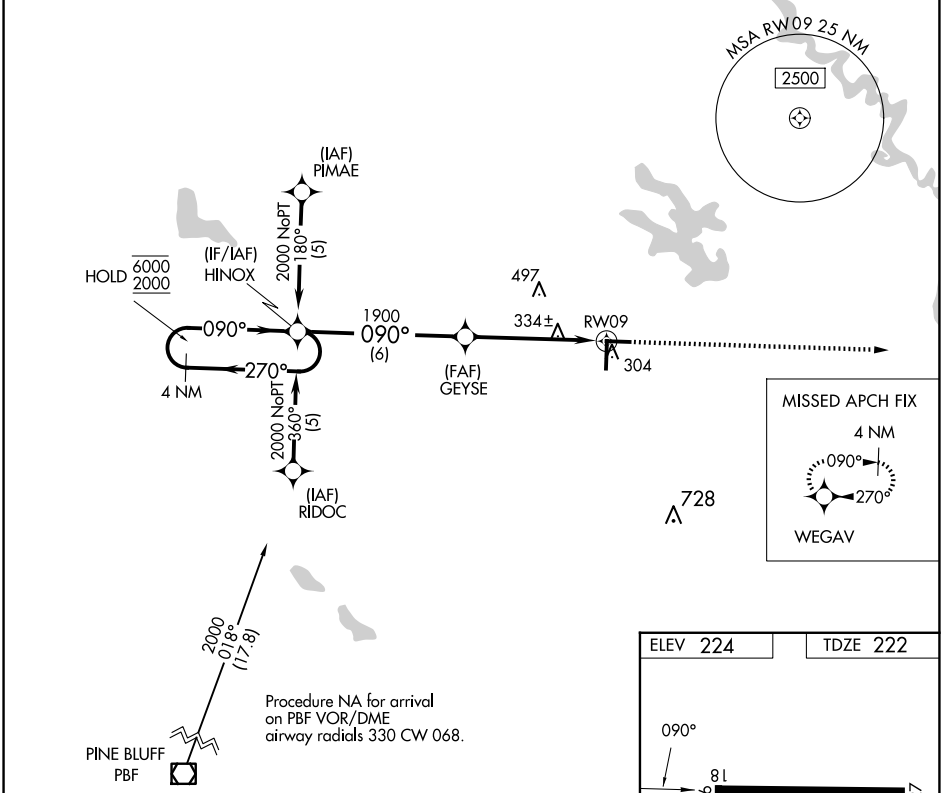 MSA RW09 25 NM
2500
(IAF)
PIMAE
2000 NoPT
180°
(5)
(IF/IAF)
HINOX
HOLD 6000
2000
090°
270°
4 NM
1900
090°
(6)
497
334±
RW09
304
(FAF)
GEYSE
2000 NoPT
360°
(5)
(IAF)
RIDOC
728
MISSED APCH FIX
4 NM
090°
270°
WEGAV
2000
018°
(17.8)
Procedure NA for arrival
on PBF VOR/DME
airway radials 330 CW 068.
PINE BLUFF
PBF
ELEV 224
TDZE 222
090°
18